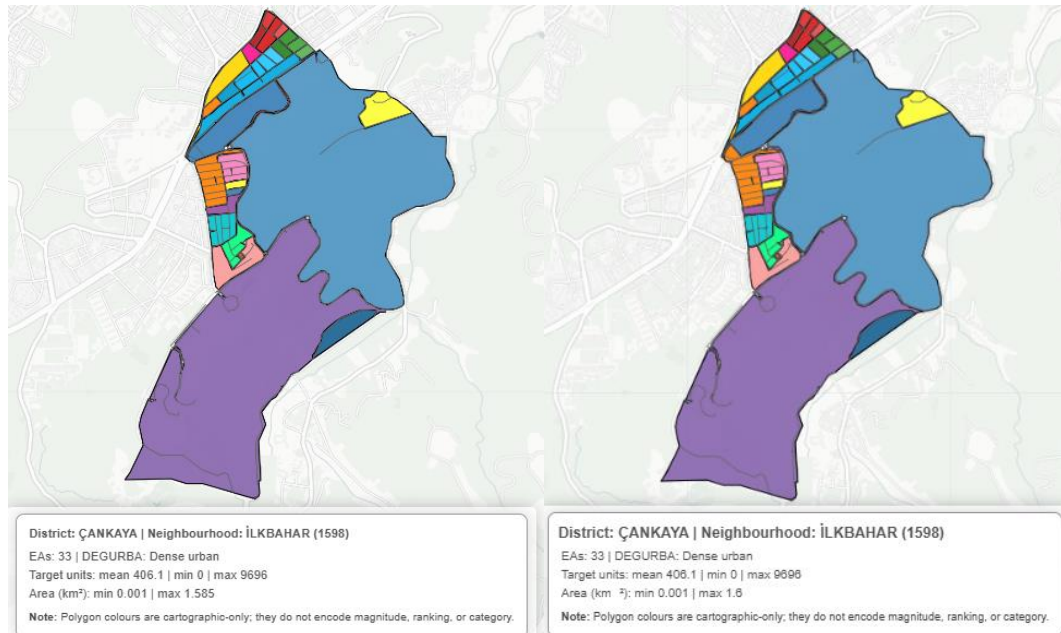 District: ÇANKAYA | Neighbourhood: İLKBAHAR (1598)
EAs: 33 | DEGURBA: Dense urban
Target units: mean 406.1 | min 0 | max 9696
Area (km²): min 0.001 | max 1.585
Note: Polygon colours are cartographic-only; they do not encode magnitude, ranking, or category.
District: ÇANKAYA | Neighbourhood: İLKBAHAR (1598)
EAs: 33 | DEGURBA: Dense urban
Target units: mean 406.1 | min 0 | max 9696
Area (km ²): min 0.001 | max 1.6
Note: Polygon colours are cartographic-only; they do not encode magnitude, ranking, or category.